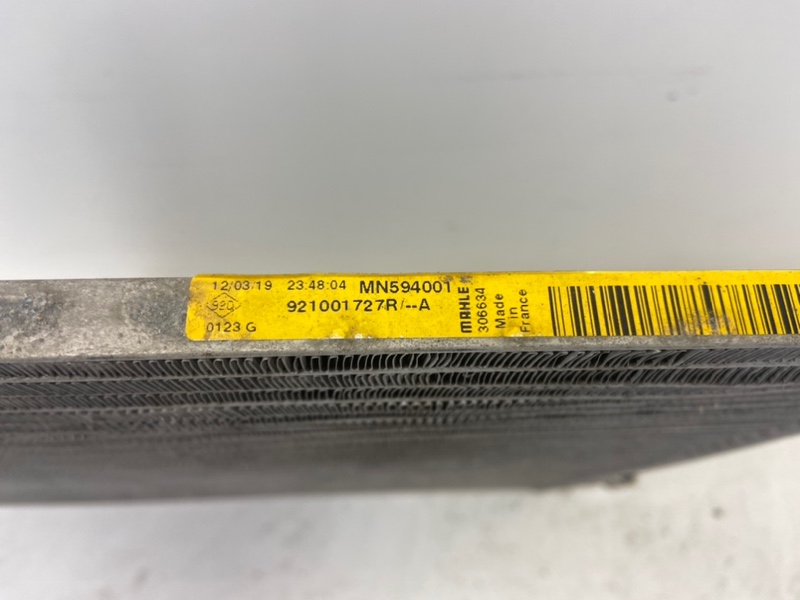 12/03/19 23:48:04 MN594001
921001727R/--A
0123 G
MAHLE
306634
Made
in
France